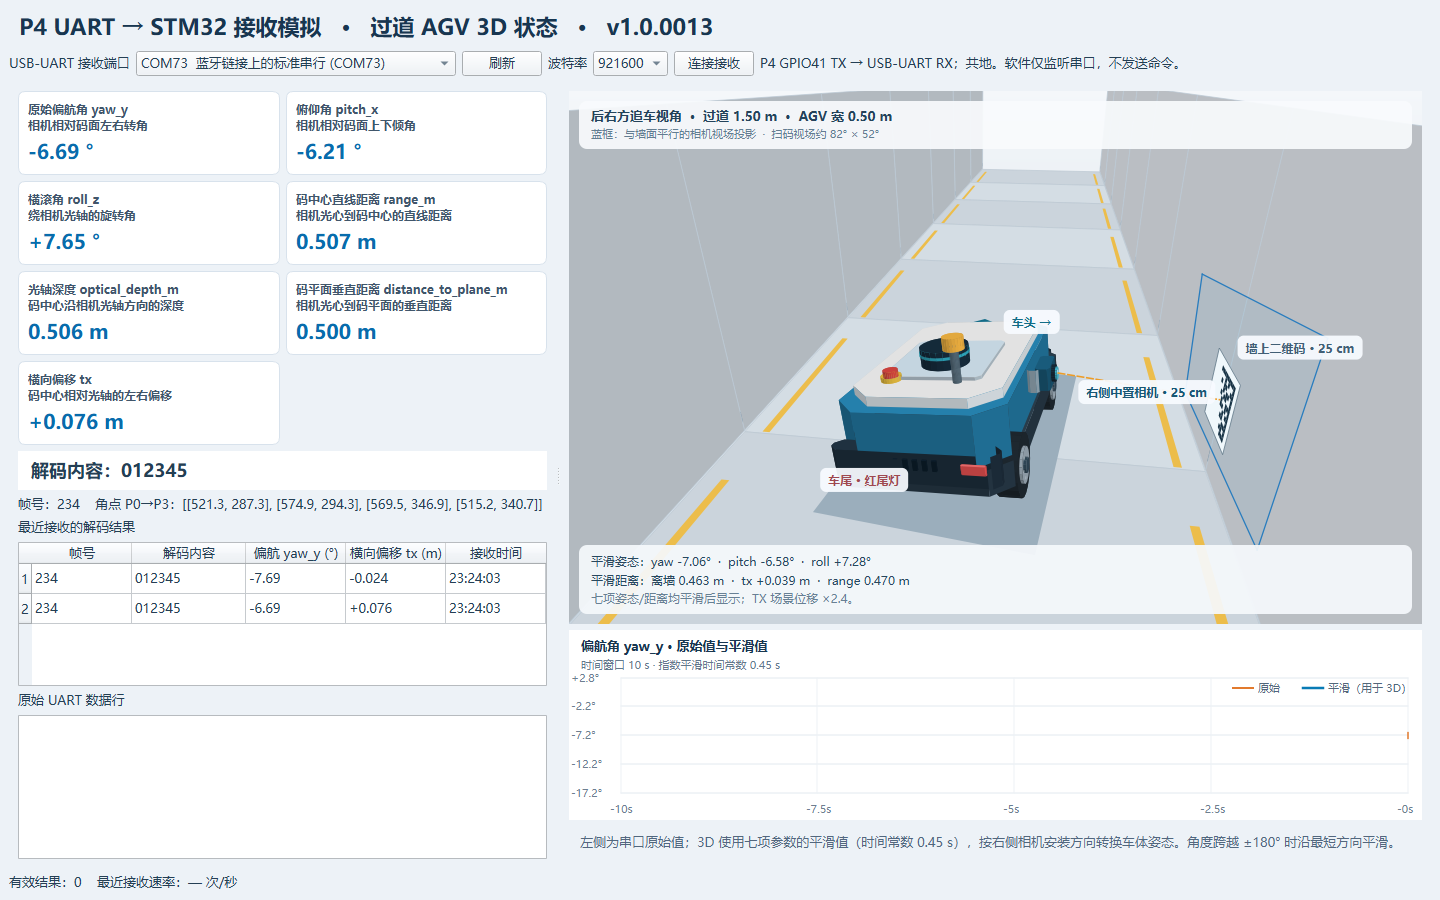 P4 UART → STM32 接收模拟 • 过道 AGV 3D 状态 • v1.0.0013
USB-UART 接收端口 COM73 蓝牙链接上的标准串行 (COM73) 刷新 波特率 921600 连接接收 P4 GPIO41 TX → USB-UART RX；共地。软件仅监听串口，不发送命令。
原始偏航角 yaw_y
相机相对码面左右转角
-6.69 °
俯仰角 pitch_x
相机相对码面上下倾角
-6.21 °
横滚角 roll_z
绕相机光轴的旋转角
+7.65 °
码中心直线距离 range_m
相机光心到码中心的直线距离
0.507 m
光轴深度 optical_depth_m
码中心沿相机光轴方向的深度
0.506 m
码平面垂直距离 distance_to_plane_m
相机光心到码平面的垂直距离
0.500 m
横向偏移 tx
码中心相对光轴的左右偏移
+0.076 m
解码内容：012345
帧号：234 角点 P0→P3：[[521.3, 287.3], [574.9, 294.3], [569.5, 346.9], [515.2, 340.7]]
最近接收的解码结果
帧号 解码内容 偏航 yaw_y (°) 横向偏移 tx (m) 接收时间
1 234 012345 -7.69 -0.024 23:24:03
2 234 012345 -6.69 +0.076 23:24:03
原始 UART 数据行
有效结果：0 最近接收速率：— 次/秒
后右方追车视角 • 过道 1.50 m • AGV 宽 0.50 m
蓝框：与墙面平行的相机视场投影 · 扫码视场约 82° × 52°
车头 →
墙上二维码 • 25 cm
右侧中置相机 • 25 cm
车尾 • 红尾灯
平滑姿态：yaw -7.06° · pitch -6.58° · roll +7.28°
平滑距离：离墙 0.463 m · tx +0.039 m · range 0.470 m
七项姿态/距离均平滑后显示；TX 场景位移 ×2.4。
偏航角 yaw_y • 原始值与平滑值
时间窗口 10 s · 指数平滑时间常数 0.45 s
原始 平滑（用于 3D）
+2.8°
-2.2°
-7.2°
-12.2°
-17.2°
-10s -7.5s -5s -2.5s -0s
左侧为串口原始值；3D 使用七项参数的平滑值（时间常数 0.45 s），按右侧相机安装方向转换车体姿态。角度跨越 ±180° 时沿最短方向平滑。